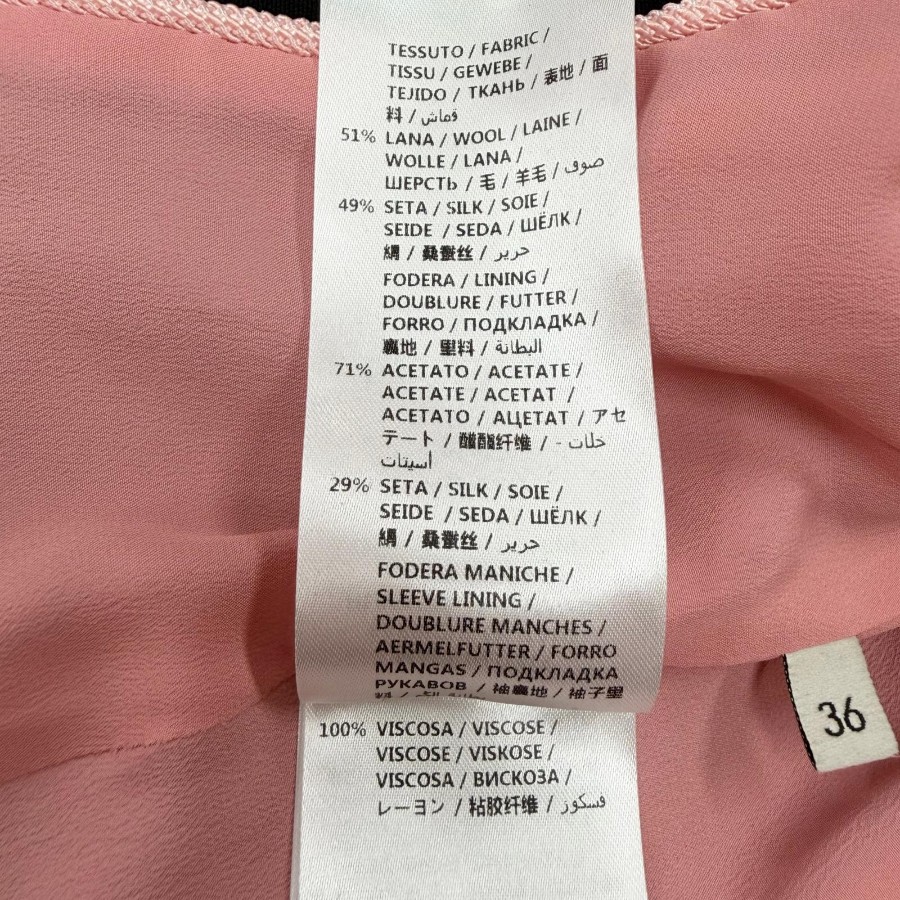 TESSUTO / FABRIC /
TISSU / GEWEBE /
TEJIDO / ТКАНЬ / 表地 / 面
料 / قماش
51% LANA / WOOL / LAINE /
WOLLE / LANA /
ШЕРСТЬ / 毛 / 羊毛 / صوف
49% SETA / SILK / SOIE /
SEIDE / SEDA / ШЁЛК /
絹 / 桑蚕丝 / حرير
FODERA / LINING /
DOUBLURE / FUTTER /
FORRO / ПОДКЛАДКА /
裏地 / 里料 / البطانة
71% ACETATO / ACETATE /
ACETATE / ACETAT /
ACETATO / АЦЕТАТ / アセ
テート / 醋酯纤维 / خلات -
أسيتات
29% SETA / SILK / SOIE /
SEIDE / SEDA / ШЁЛК /
絹 / 桑蚕丝 / حرير
FODERA MANICHE /
SLEEVE LINING /
DOUBLURE MANCHES /
AERMELFUTTER / FORRO
MANGAS / ПОДКЛАДКА
РУКАВОВ / 袖裏地 / 袖子里
料 /
100% VISCOSA / VISCOSE /
VISCOSE / VISKOSE /
VISCOSA / ВИСКОЗА /
レーヨン / 粘胶纤维 / فسكوز
36